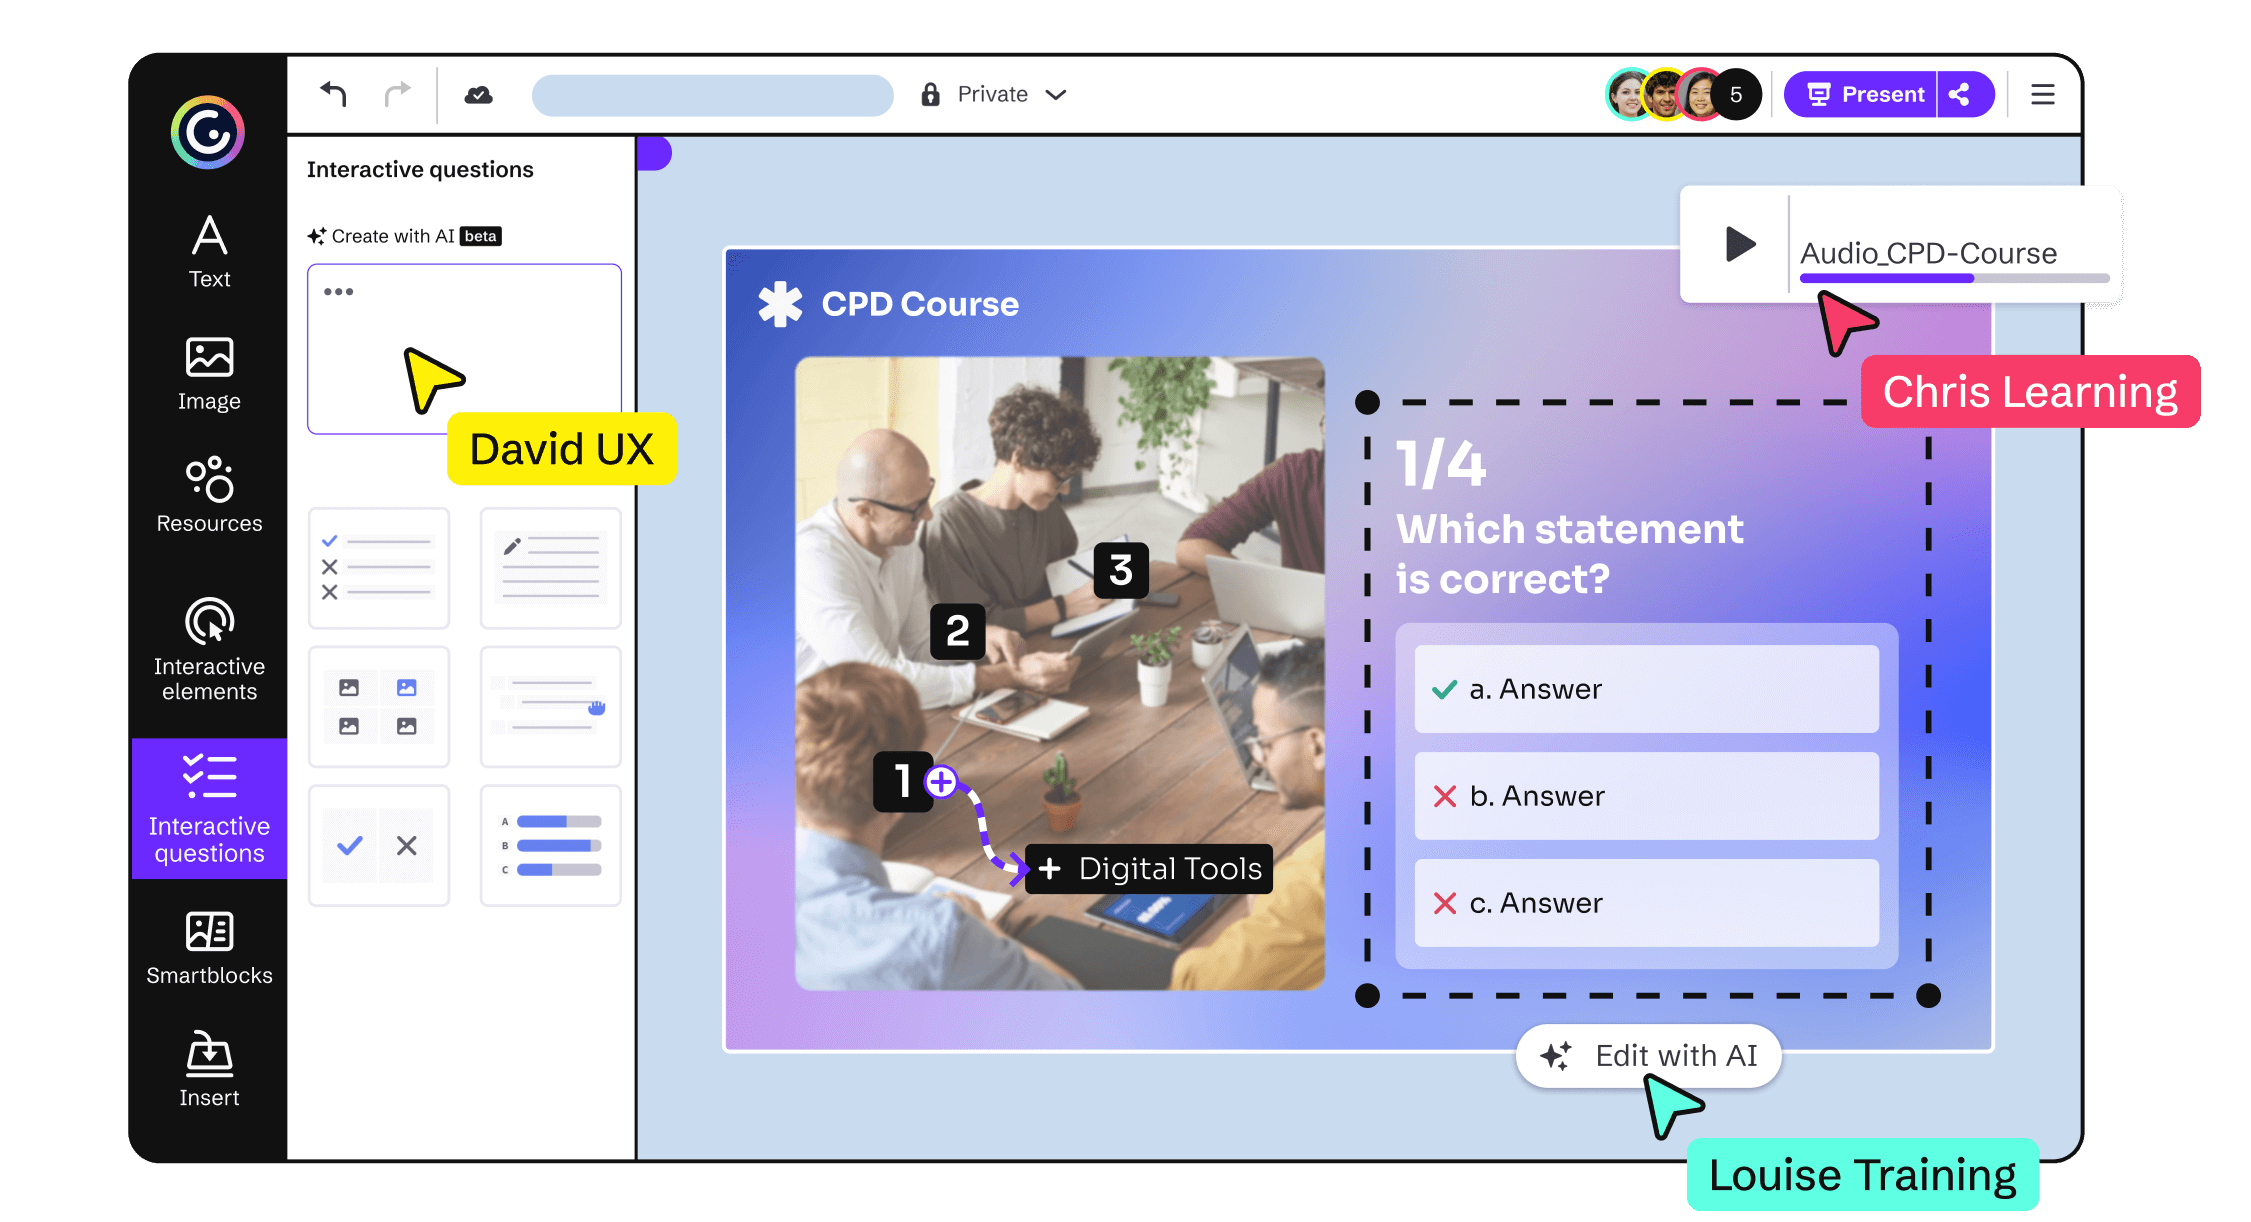 Private
5
Present
Text
Image
Resources
Interactive
elements
Interactive
questions
Smartblocks
Insert
Interactive questions
Create with AI beta
David UX
A
B
C
CPD Course
3
2
1
+ Digital Tools
Audio_CPD-Course
Chris Learning
1/4
Which statement
is correct?
a. Answer
b. Answer
c. Answer
Edit with AI
Louise Training